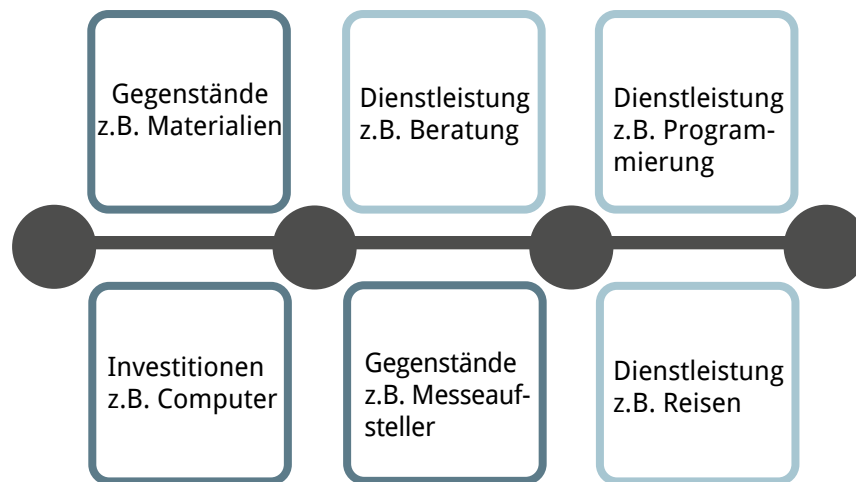 Gegenstände
z.B. Materialien
Dienstleistung
z.B. Beratung
Dienstleistung
z.B. Program-
mierung
Investitionen
z.B. Computer
Gegenstände
z.B. Messeauf-
steller
Dienstleistung
z.B. Reisen